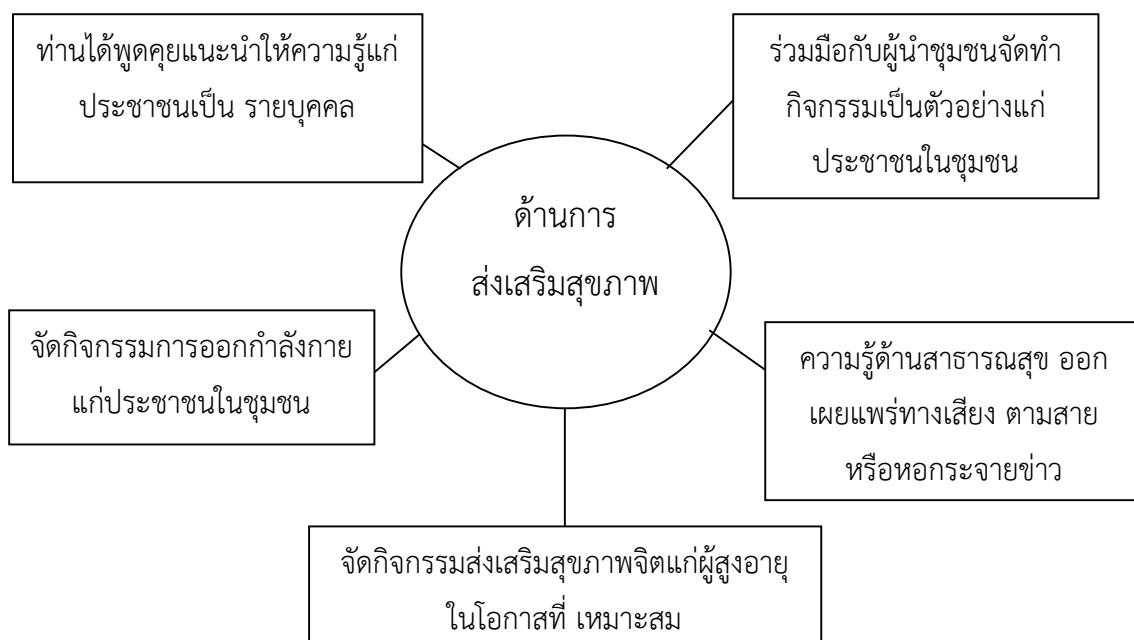 ท่านได้พูดคุยแนะนำให้ความรู้แก่
ประชาชนเป็น รายบุคคล
ร่วมมือกับผู้นำชุมชนจัดทำ
กิจกรรมเป็นตัวอย่างแก่
ประชาชนในชุมชน
ด้านการ
ส่งเสริมสุขภาพ
จัดกิจกรรมการออกกำลังกาย
แก่ประชาชนในชุมชน
ความรู้ด้านสาธารณสุข ออก
เผยแพร่ทางเสียง ตามสาย
หรือหอกระจายข่าว
จัดกิจกรรมส่งเสริมสุขภาพจิตแก่ผู้สูงอายุ
ในโอกาสที่ เหมาะสม